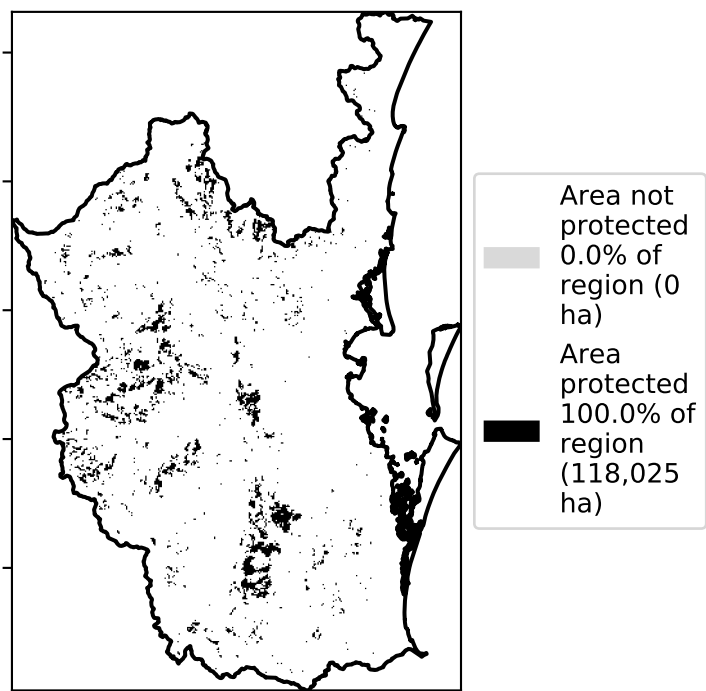 Area not
protected
0.0% of
region (0
ha)
Area
protected
100.0% of
region
(118,025
ha)